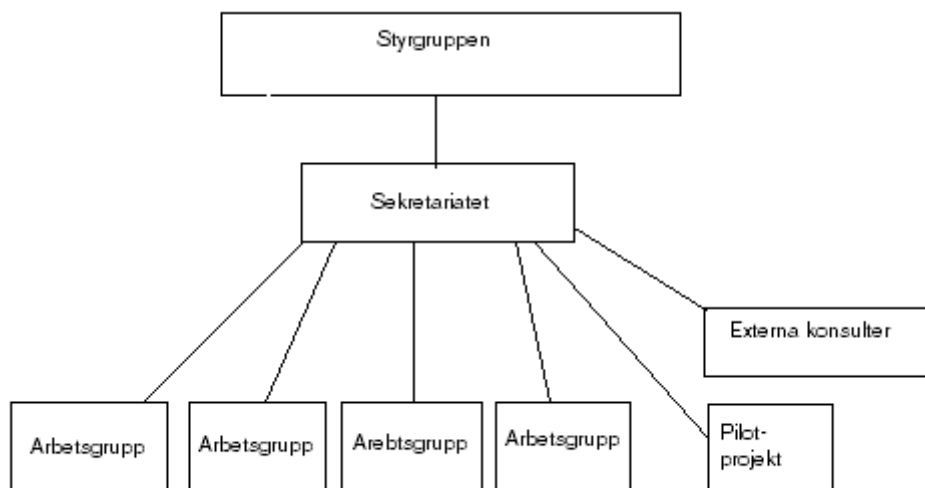 Styrgruppen
Sekretariatet
Externa konsulter
Arbetsgrupp
Arbetsgrupp
Arebtsgrupp
Arbetsgrupp
Pilot-
projekt